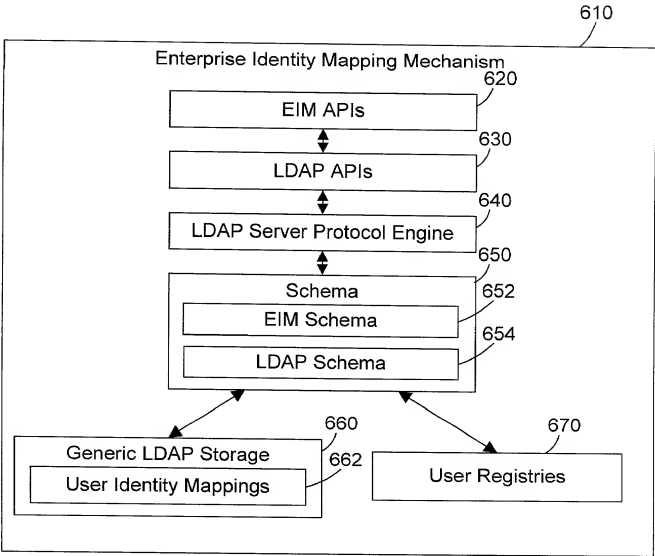 610
Enterprise Identity Mapping Mechanism
620
EIM APIs
630
LDAP APIs
640
LDAP Server Protocol Engine
650
Schema
652
EIM Schema
654
LDAP Schema
660
Generic LDAP Storage
662
User Identity Mappings
670
User Registries